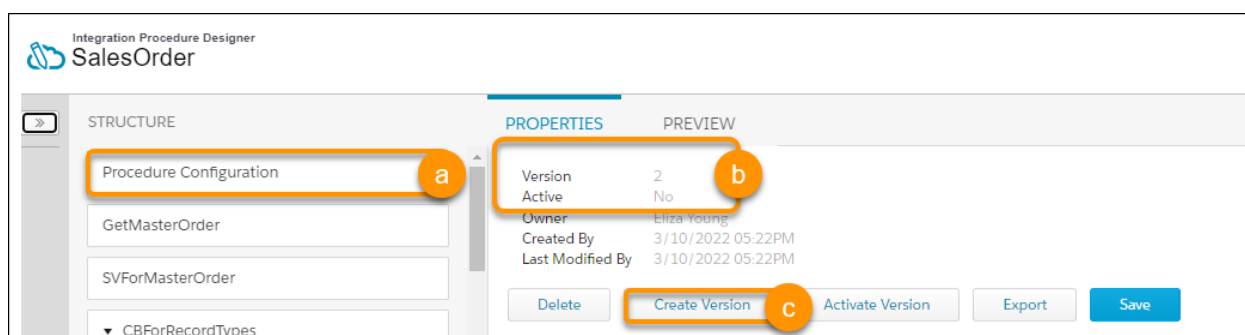 Integration Procedure Designer
SalesOrder
STRUCTURE
PROPERTIES PREVIEW
Procedure Configuration
a
Version 2
Active No
b
Owner Eliza Young
Created By 3/10/2022 05:22PM
Last Modified By 3/10/2022 05:22PM
GetMasterOrder
SVForMasterOrder
Delete Create Version c Activate Version Export Save
CBForRecordTypes